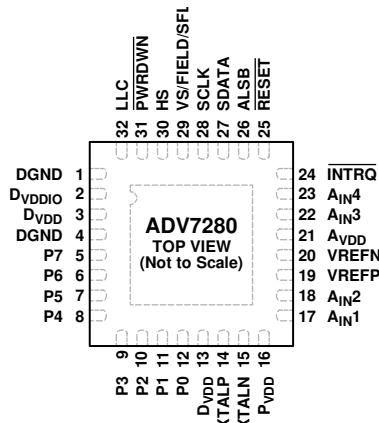 32 LLC
31 PWRDWN
30 HS
29 VS/FIELD/SFL
28 SCLK
27 SDATA
26 ALSB
25 RESET
DGND 1
DVDDIO 2
DVDD 3
DGND 4
P7 5
P6 6
P5 7
P4 8
ADV7280
TOP VIEW
(Not to Scale)
24 INTRQ
23 AIN4
22 AIN3
21 AVDD
20 VREFN
19 VREFP
18 AIN2
17 AIN1
P3 9
P2 10
P1 11
P0 12
DVDD 13
XTALP 14
XTALN 15
PVDD 16